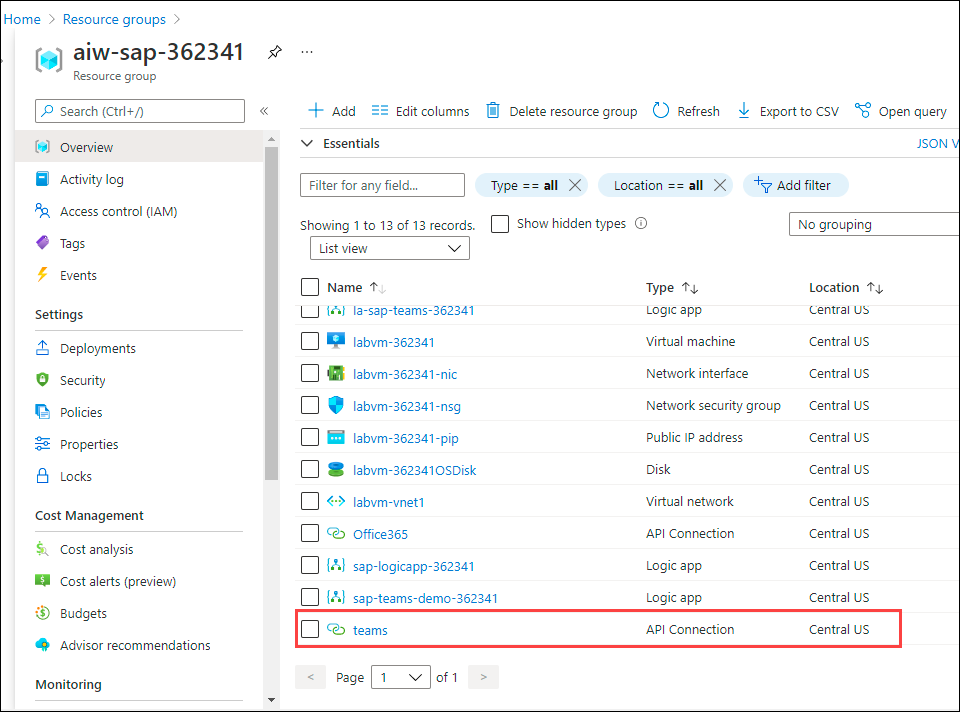 Home > Resource groups >
aiw-sap-362341 ...
Resource group
Search (Ctrl+/) «
Overview
Activity log
Access control (IAM)
Tags
Events
Settings
Deployments
Security
Policies
Properties
Locks
Cost Management
Cost analysis
Cost alerts (preview)
Budgets
Advisor recommendations
Monitoring
Add Edit columns Delete resource group Refresh Export to CSV Open query
Essentials JSON V
Filter for any field... Type == all Location == all Add filter
Showing 1 to 13 of 13 records. Show hidden types No grouping
List view
Name Type Location
la-sap-teams-362341 Logic app Central US
labvm-362341 Virtual machine Central US
labvm-362341-nic Network interface Central US
labvm-362341-nsg Network security group Central US
labvm-362341-pip Public IP address Central US
labvm-362341OSDisk Disk Central US
labvm-vnet1 Virtual network Central US
Office365 API Connection Central US
sap-logicapp-362341 Logic app Central US
sap-teams-demo-362341 Logic app Central US
teams API Connection Central US
< Page 1 of 1 >